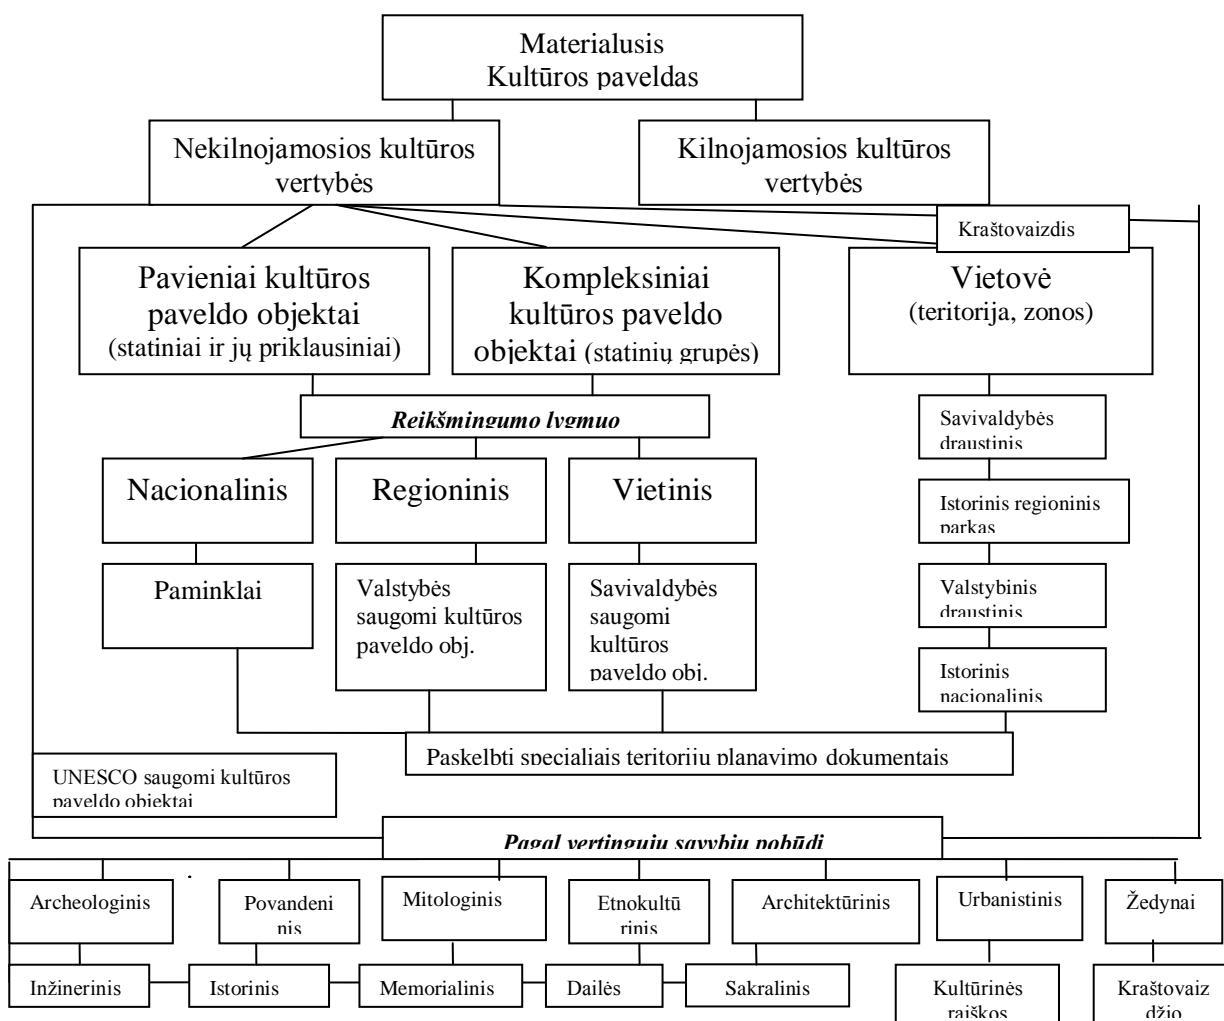 Materialusis
Kultūros paveldas
Nekilnojamosios kultūros
vertybės
Kilnojamosios kultūros
vertybės
Kraštovaizdis
Pavieniai kultūros
paveldo objektai
(statiniai ir jų priklausiniai)
Kompleksiniai
kultūros paveldo
objektai (statinių grupės)
Vietovė
(teritorija, zonos)
Reikšmingumo lygmuo
Savivaldybės
draustinis
Nacionalinis
Regioninis
Vietinis
Istorinis regioninis
parkas
Paminklai
Valstybės
saugomi kultūros
paveldo obj.
Savivaldybės
saugomi
kultūros
paveldo obj.
Valstybinis
draustinis
Istorinis
nacionalinis
Paskelbti specialiais teritorijų planavimo dokumentais
UNESCO saugomi kultūros
paveldo objektai
Pagal vertingųjų savybių pobūdį
Archeologinis
Povandeni
nis
Mitologinis
Etnokultū
rinis
Architektūrinis
Urbanistinis
Žedynai
Inžinerinis
Istorinis
Memorialinis
Dailės
Sakralinis
Kultūrinės
raiškos
Kraštovaiz
džio